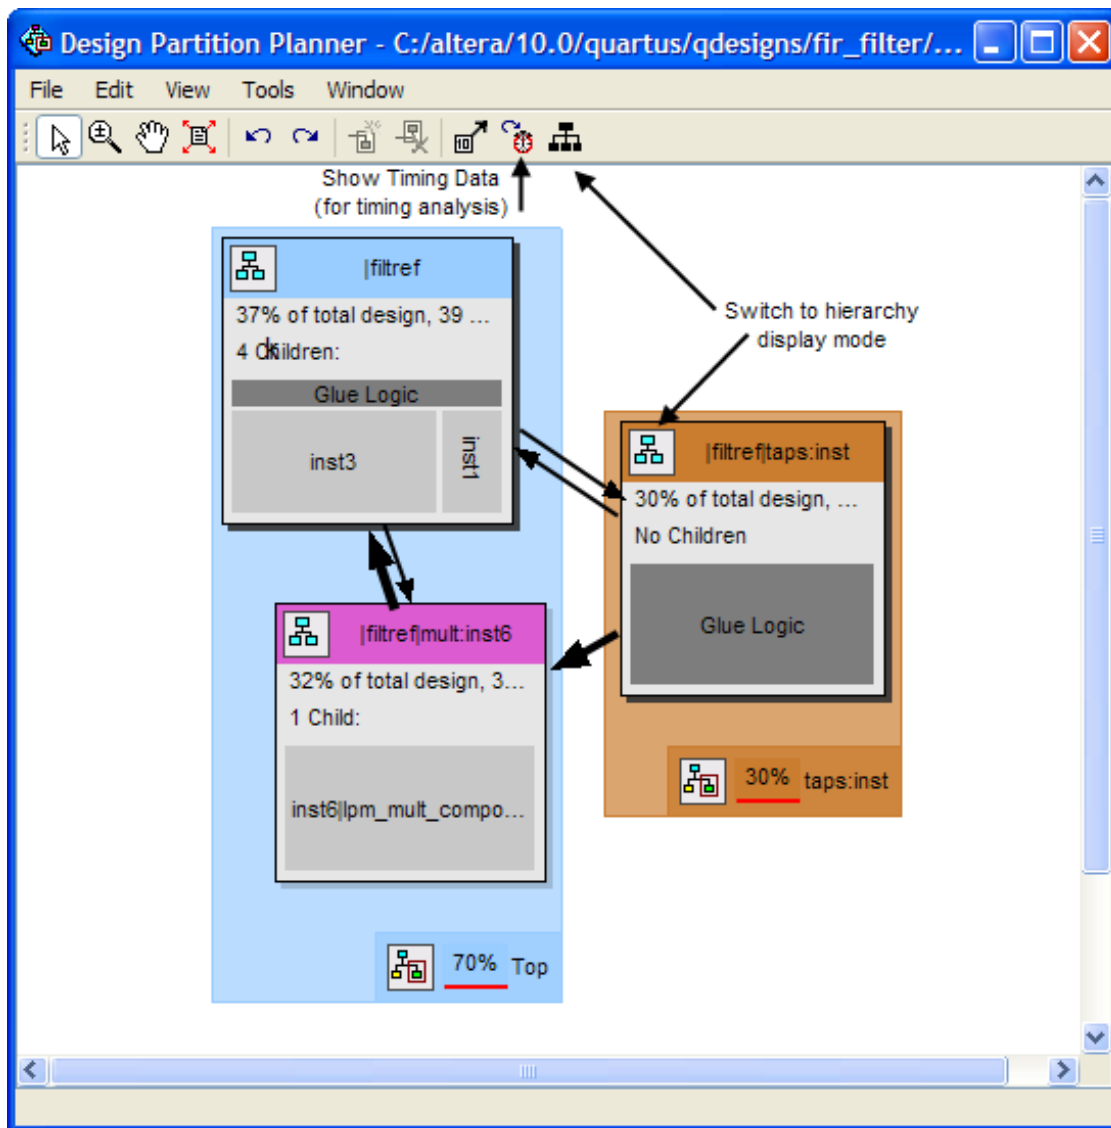 Design Partition Planner - C:/altera/10.0/quartus/qdesigns/fir_filter/...
File Edit View Tools Window
10
Show Timing Data
(for timing analysis)
|filtref
37% of total design, 39 ...
4 Children:
Glue Logic
inst3
inst1
Switch to hierarchy
display mode
|filtref|taps:inst
30% of total design, ...
No Children
Glue Logic
|filtref|mult:inst6
32% of total design, 3...
1 Child:
inst6|lpm_mult_compo...
30% taps:inst
70% Top